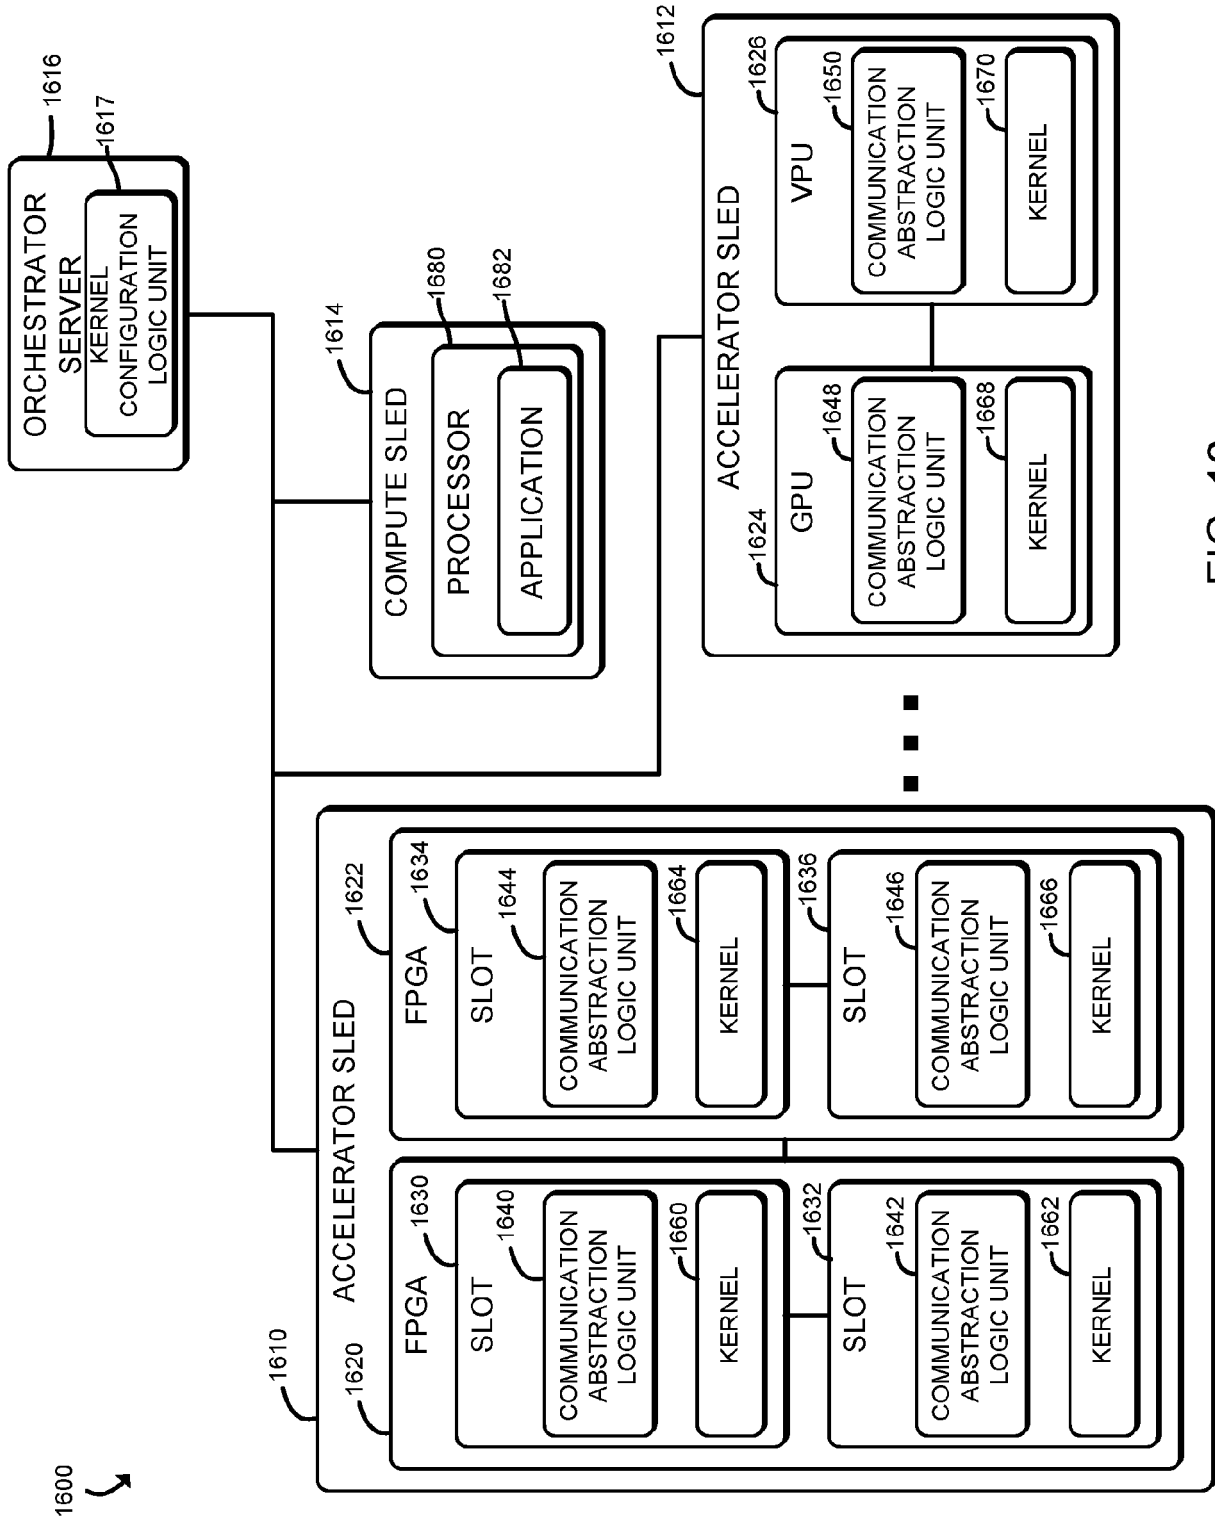 1600
ORCHESTRATOR
SERVER
1616
KERNEL
CONFIGURATION
LOGIC UNIT
1617
COMPUTE SLED
1614
PROCESSOR
1680
APPLICATION
1682
1610
ACCELERATOR SLED
1620
FPGA
1630
SLOT
1640
COMMUNICATION
ABSTRACTION
LOGIC UNIT
1660
KERNEL
1632
SLOT
1642
COMMUNICATION
ABSTRACTION
LOGIC UNIT
1662
KERNEL
1622
FPGA
1634
SLOT
1644
COMMUNICATION
ABSTRACTION
LOGIC UNIT
1664
KERNEL
1636
SLOT
1646
COMMUNICATION
ABSTRACTION
LOGIC UNIT
1666
KERNEL
1612
ACCELERATOR SLED
1624
GPU
1648
COMMUNICATION
ABSTRACTION
LOGIC UNIT
1668
KERNEL
1626
VPU
1650
COMMUNICATION
ABSTRACTION
LOGIC UNIT
1670
KERNEL
FIG.